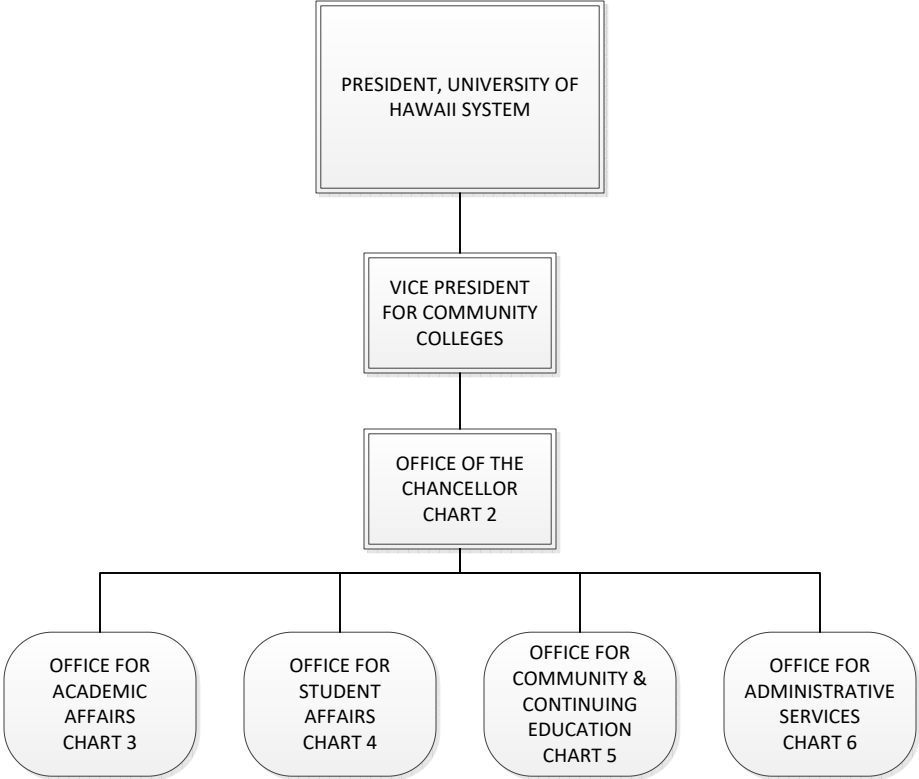 PRESIDENT, UNIVERSITY OF
HAWAII SYSTEM
VICE PRESIDENT
FOR COMMUNITY
COLLEGES
OFFICE OF THE
CHANCELLOR
CHART 2
OFFICE FOR
ACADEMIC
AFFAIRS
CHART 3
OFFICE FOR
STUDENT
AFFAIRS
CHART 4
OFFICE FOR
COMMUNITY &
CONTINUING
EDUCATION
CHART 5
OFFICE FOR
ADMINISTRATIVE
SERVICES
CHART 6